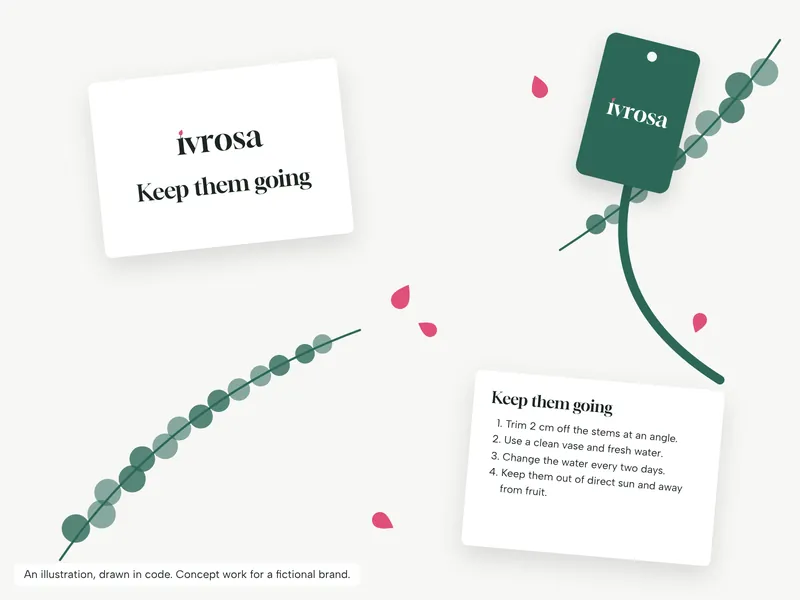 ivrosa
Keep them going
ivrosa
Keep them going
1. Trim 2 cm off the stems at an angle.
2. Use a clean vase and fresh water.
3. Change the water every two days.
4. Keep them out of direct sun and away
from fruit.
An illustration, drawn in code. Concept work for a fictional brand.